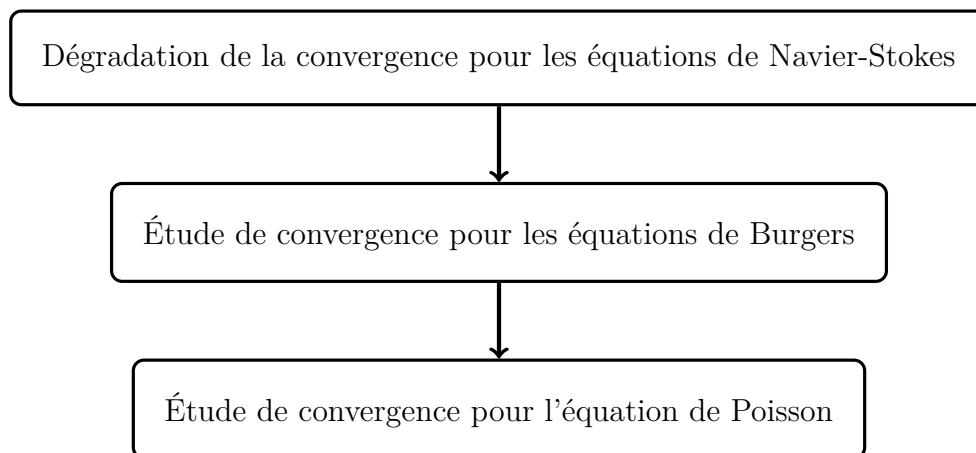 Dégradation de la convergence pour les équations de Navier-Stokes
Étude de convergence pour les équations de Burgers
Étude de convergence pour l'équation de Poisson